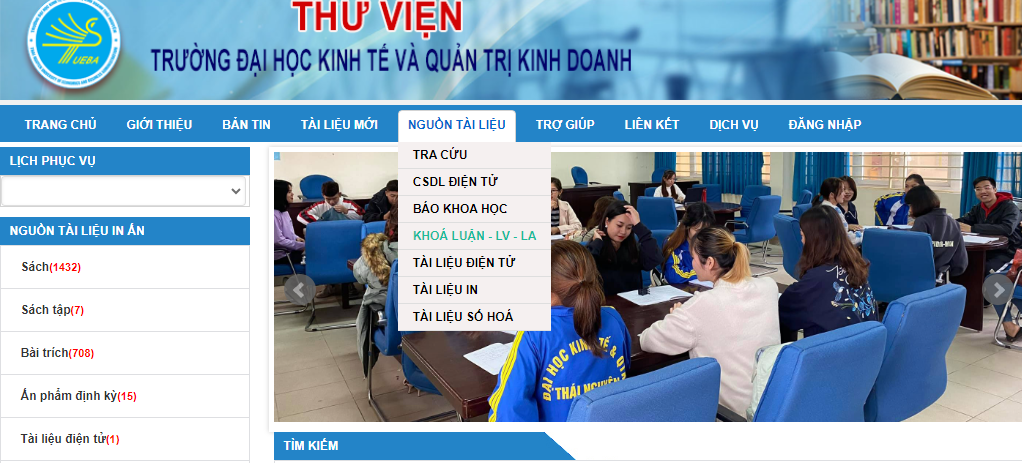 THƯ VIỆN
TRƯỜNG ĐẠI HỌC KINH TẾ VÀ QUẢN TRỊ KINH DOANH
UEBA
TRANG CHỦ GIỚI THIỆU BẢN TIN TÀI LIỆU MỚI NGUỒN TÀI LIỆU TRỢ GIÚP LIÊN KẾT DỊCH VỤ ĐĂNG NHẬP
TRA CỨU
CSDL ĐIỆN TỬ
BÁO KHOA HỌC
KHOÁ LUẬN - LV - LA
TÀI LIỆU ĐIỆN TỬ
TÀI LIỆU IN
TÀI LIỆU SỐ HOÁ
LỊCH PHỤC VỤ
NGUỒN TÀI LIỆU IN ẤN
Sách(1432)
Sách tập(7)
Bài trích(708)
Ấn phẩm định kỳ(15)
Tài liệu điện tử(1)
ĐẠI HỌC KINH TẾ &
THÁI NGUYÊN
TÌM KIẾM